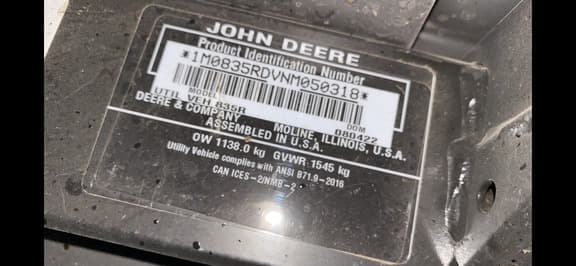 JOHN DEERE
Product Identification Number
*1M0835RDVNM050318*
MODEL
UTIL VEH 835R
DOM
080422
DEERE & COMPANY MOLINE, ILLINOIS, U.S.A.
ASSEMBLED IN U.S.A.
OW 1138.0 kg GVWR 1545 kg
Utility Vehicle complies with ANSI B71.9-2016
CAN ICES-2/NMB-2